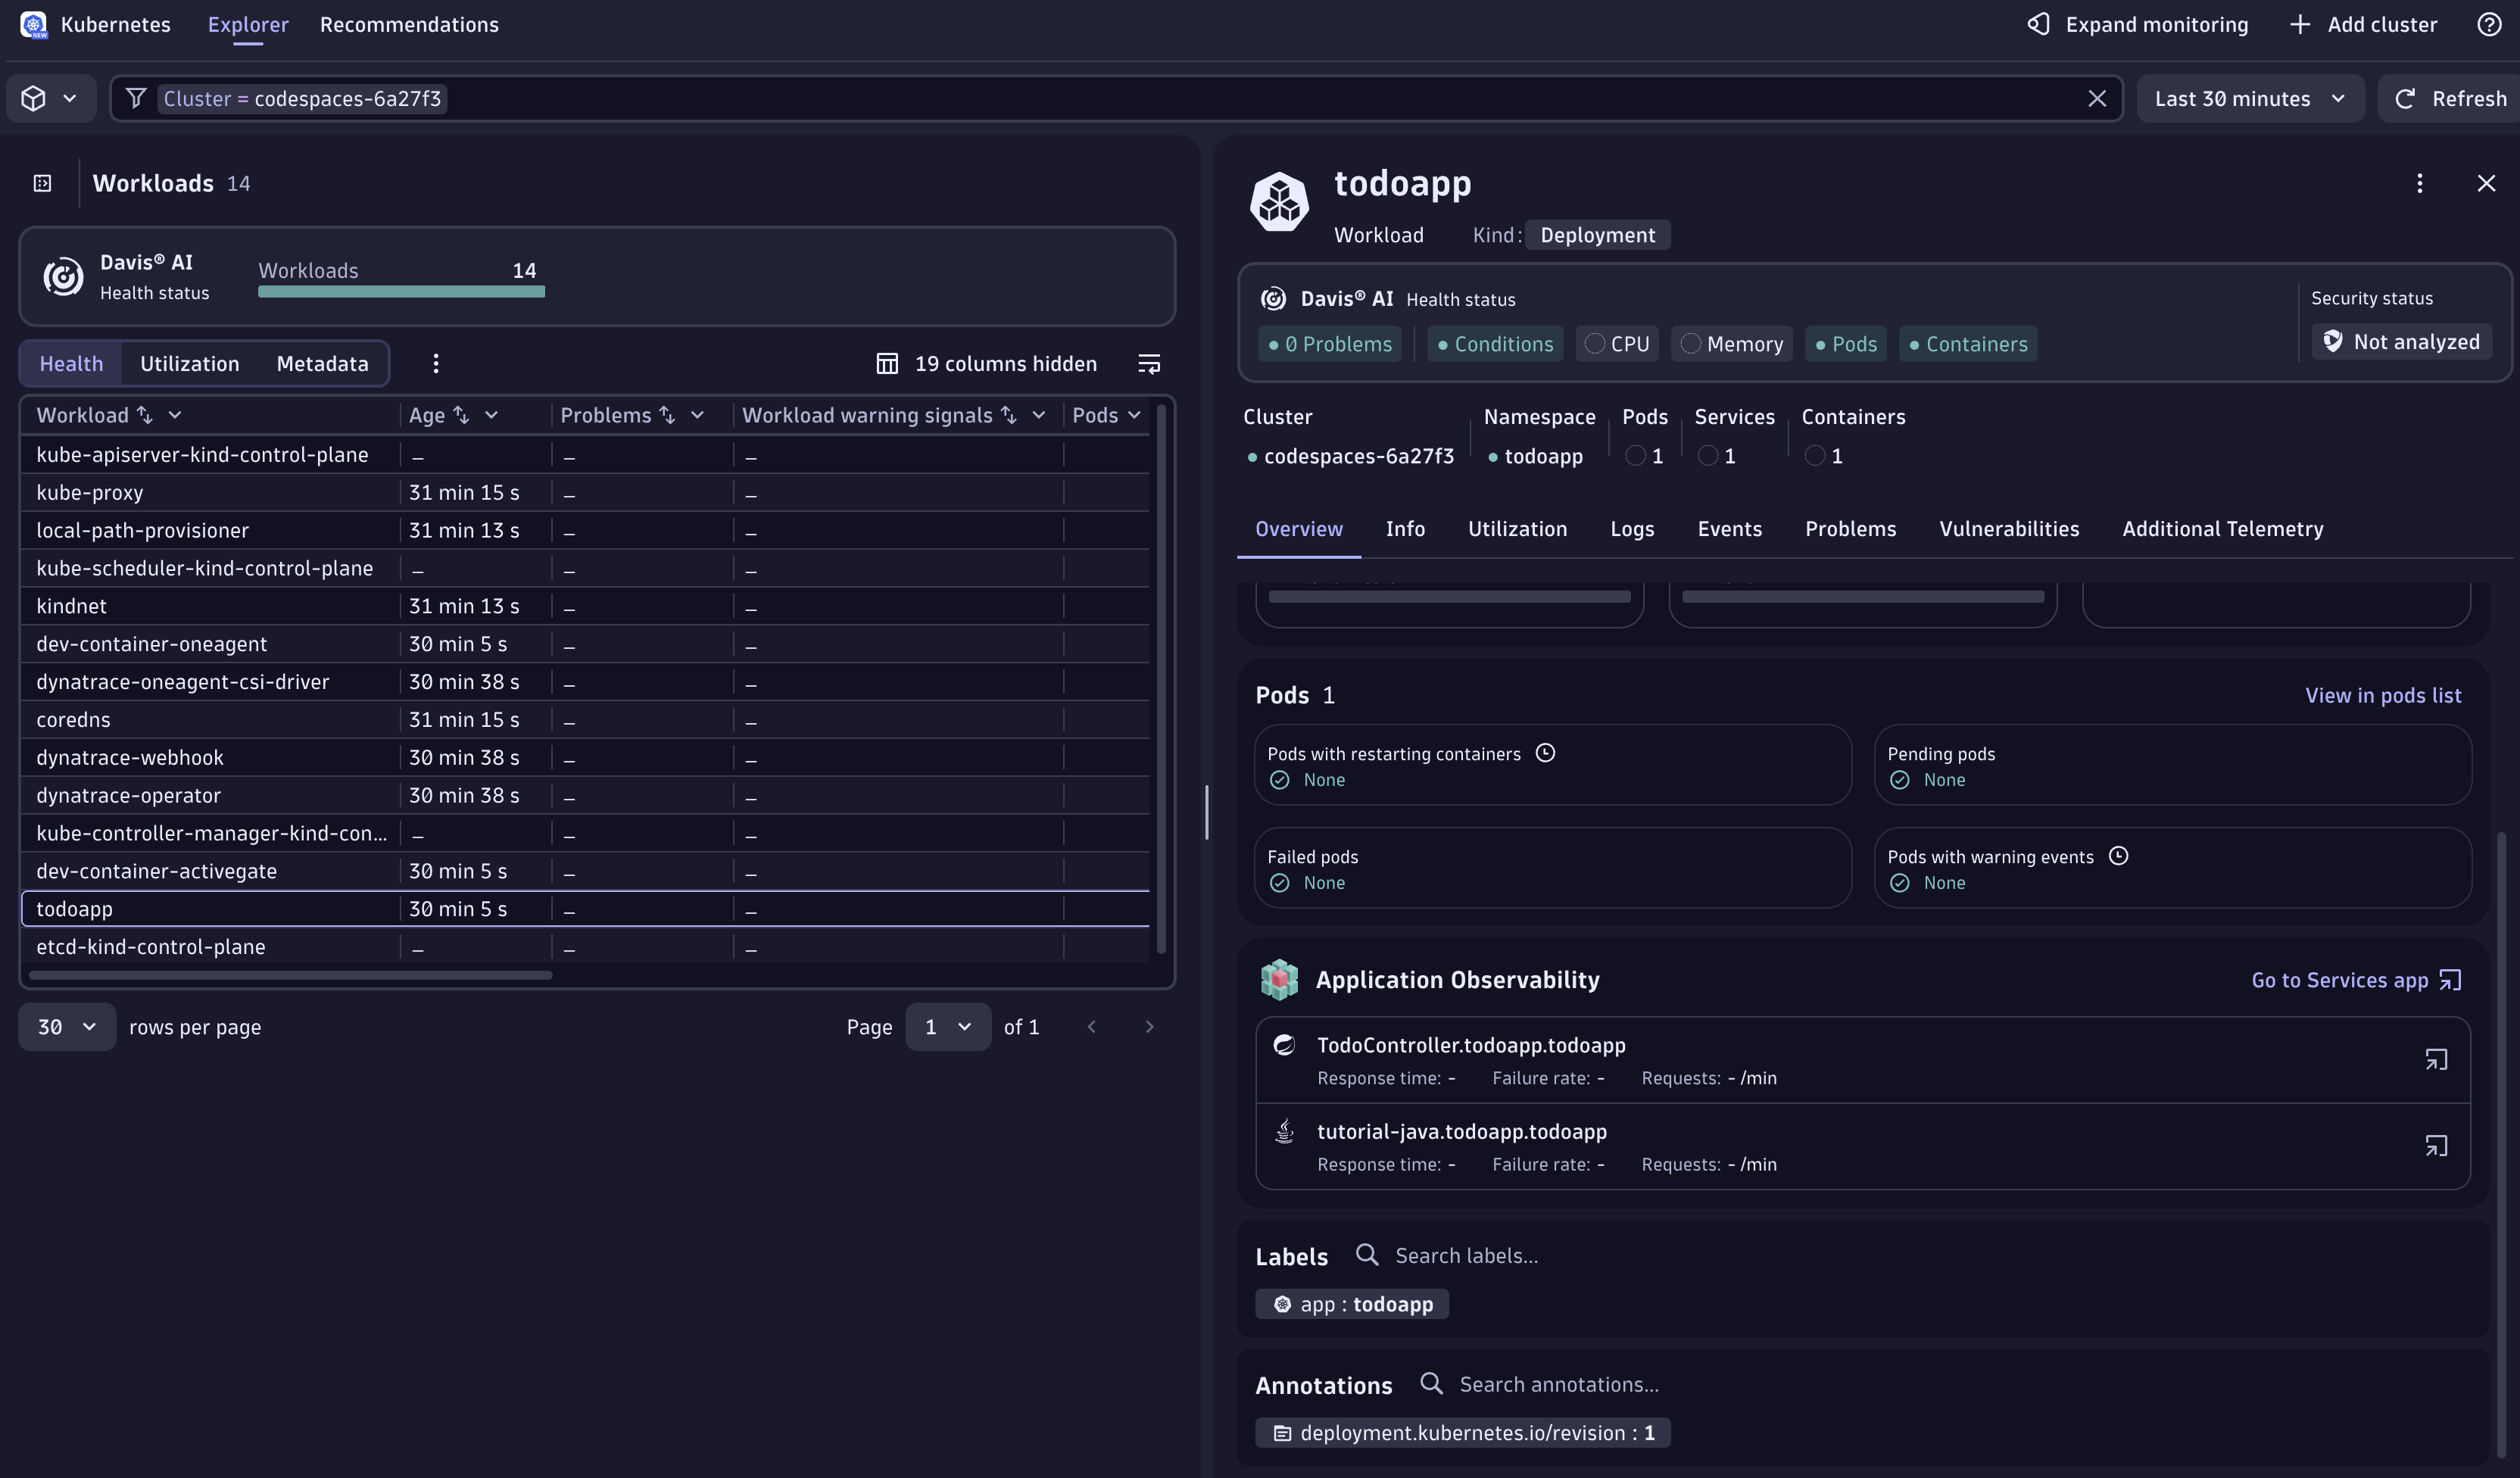 Kubernetes Explorer Recommendations Expand monitoring Add cluster
NEW
Cluster = codespaces-6a27f3 Last 30 minutes Refresh
Workloads 14
Davis® AI
Health status
Workloads 14
Health Utilization Metadata 19 columns hidden
Workload Age Problems Workload warning signals Pods
kube-apiserver-kind-control-plane – – –
kube-proxy 31 min 15 s – –
local-path-provisioner 31 min 13 s – –
kube-scheduler-kind-control-plane – – –
kindnet 31 min 13 s – –
dev-container-oneagent 30 min 5 s – –
dynatrace-oneagent-csi-driver 30 min 38 s – –
coredns 31 min 15 s – –
dynatrace-webhook 30 min 38 s – –
dynatrace-operator 30 min 38 s – –
kube-controller-manager-kind-con... – – –
dev-container-activegate 30 min 5 s – –
todoapp 30 min 5 s – –
etcd-kind-control-plane – – –
30 rows per page Page 1 of 1
todoapp
Workload Kind: Deployment
Davis® AI Health status
0 Problems Conditions CPU Memory Pods Containers
Security status
Not analyzed
Cluster Namespace Pods Services Containers
codespaces-6a27f3 todoapp 1 1 1
Overview Info Utilization Logs Events Problems Vulnerabilities Additional Telemetry
Pods 1 View in pods list
Pods with restarting containers
None
Pending pods
None
Failed pods
None
Pods with warning events
None
Application Observability Go to Services app
TodoController.todoapp.todoapp
Response time: - Failure rate: - Requests: - /min
tutorial-java.todoapp.todoapp
Response time: - Failure rate: - Requests: - /min
Labels Search labels...
app : todoapp
Annotations Search annotations...
deployment.kubernetes.io/revision : 1